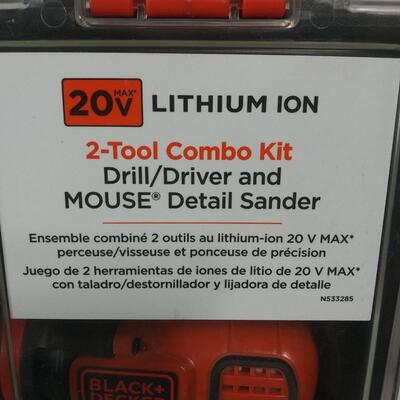 20V MAX* LITHIUM ION
2-Tool Combo Kit
Drill/Driver and
MOUSE® Detail Sander
Ensemble combiné 2 outils au lithium-ion 20 V MAX*
perceuse/visseuse et ponceuse de précision
Juego de 2 herramientas de iones de litio de 20 V MAX*
con taladro/destornillador y lijadora de detalle
N533285
BLACK+
DECKER